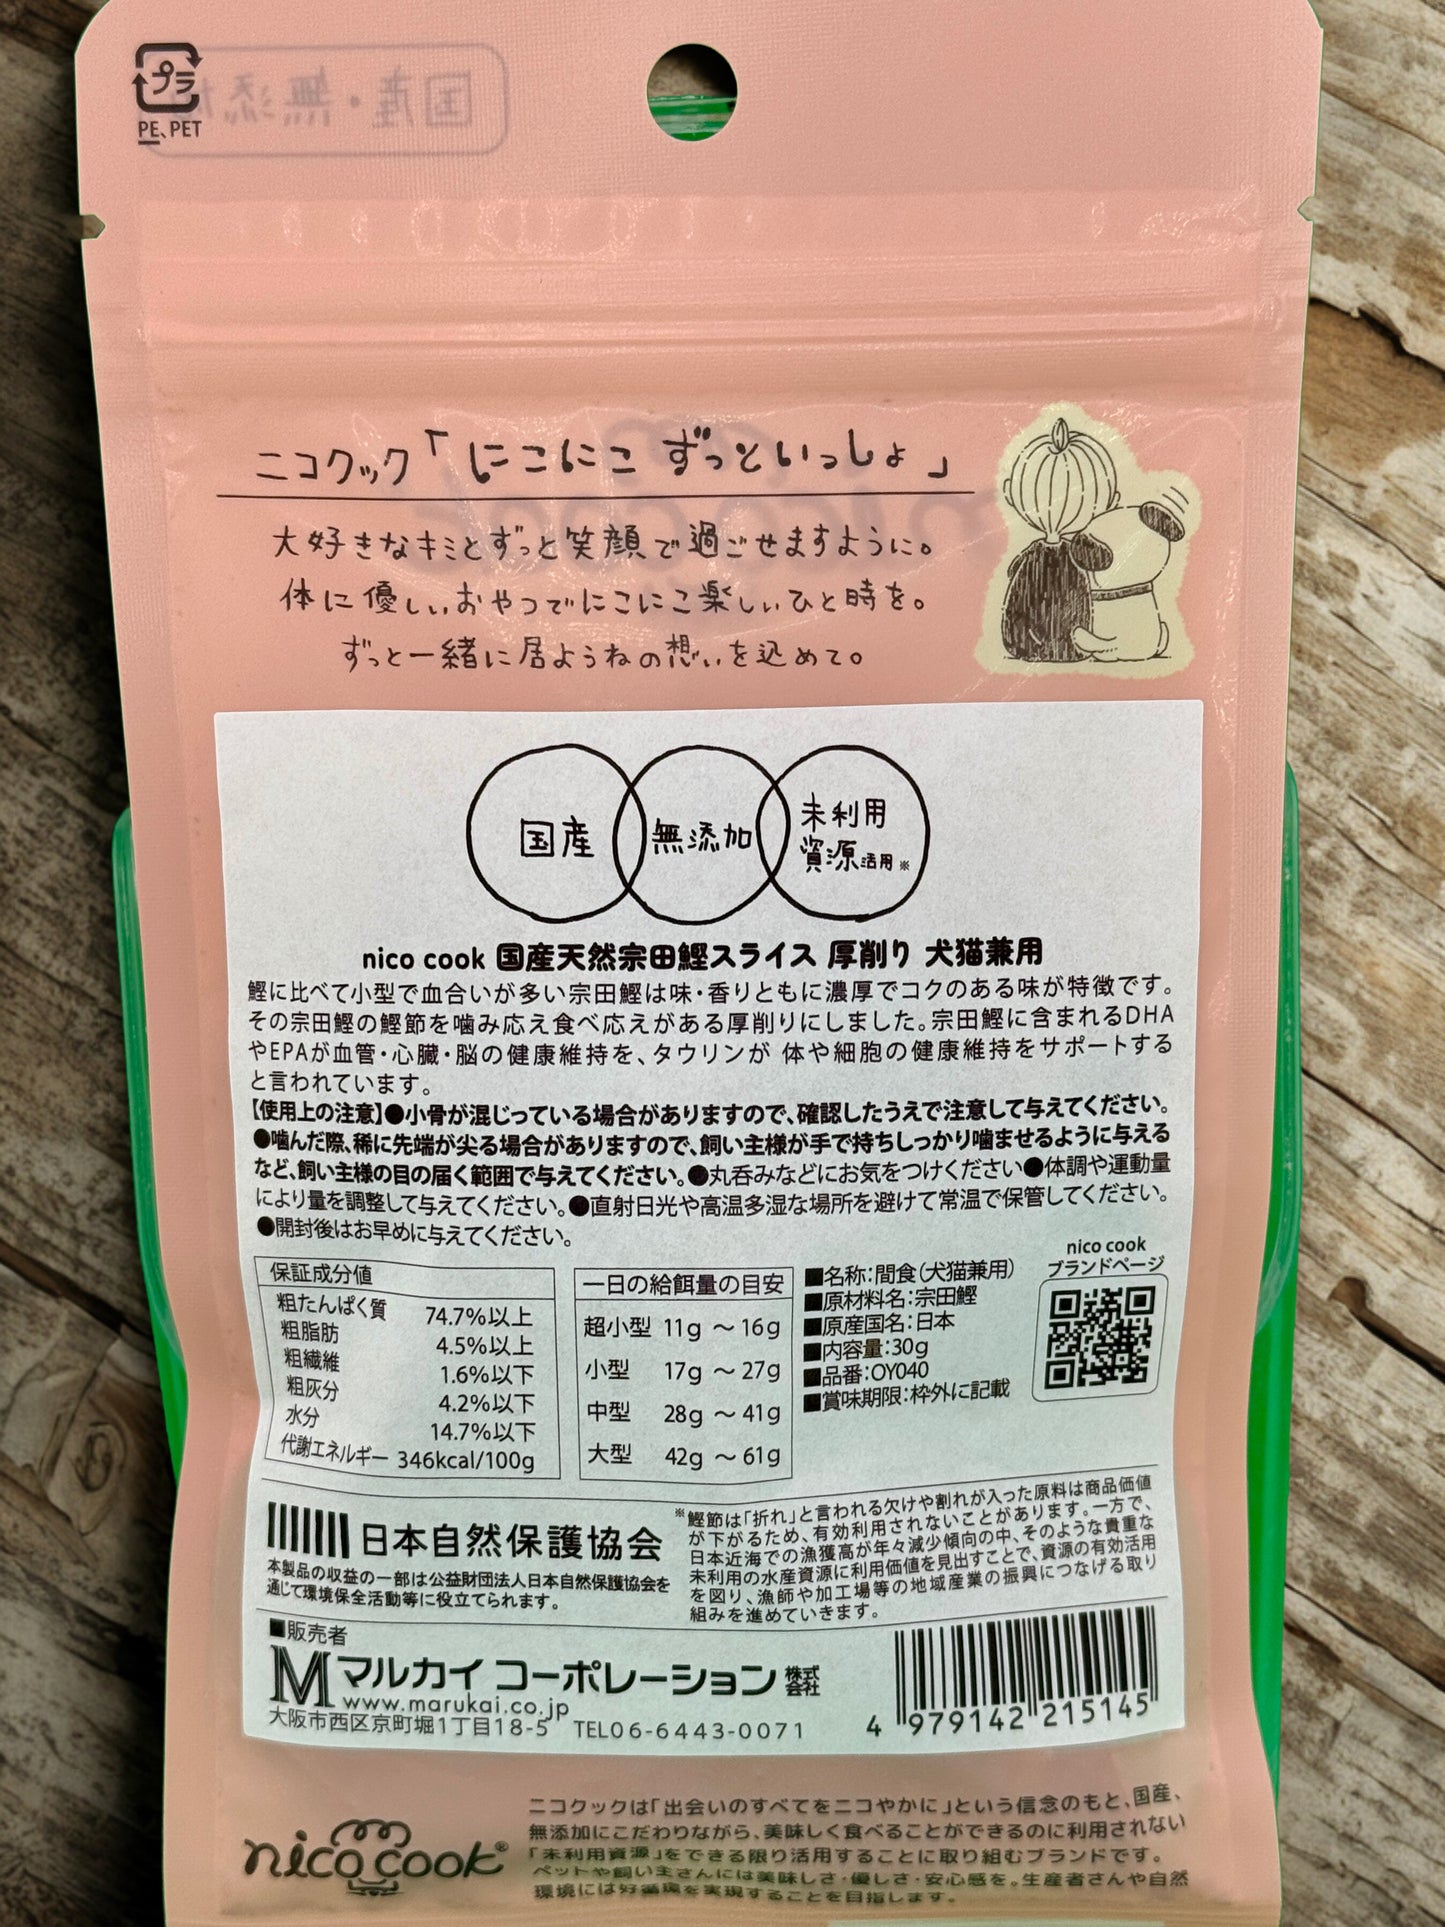 プラ
PE、PET
国産・無添加
ニコクック「にこにこ ずっといっしょ」
大好きなキミとずっと笑顔で過ごせますように。
体に優しいおやつでにこにこ楽しいひと時を。
ずっと一緒に居ようねの想いを込めて。
国産
無添加
未利用
資源活用※
nico cook 国産天然宗田鰹スライス 厚削り 犬猫兼用
鰹に比べて小型で血合いが多い宗田鰹は味・香りともに濃厚でコクのある味が特徴です。
その宗田鰹の鰹節を噛み応え食べ応えがある厚削りにしました。宗田鰹に含まれるDHA
やEPAが血管・心臓・脳の健康維持を、タウリンが 体や細胞の健康維持をサポートする
と言われています。
【使用上の注意】●小骨が混じっている場合がありますので、確認したうえで注意して与えてください。
●噛んだ際、稀に先端が尖る場合がありますので、飼い主様が手で持ちしっかり噛ませるように与える
など、飼い主様の目の届く範囲で与えてください。●丸呑みなどにお気をつけください●体調や運動量
により量を調整して与えてください。●直射日光や高温多湿な場所を避けて常温で保管してください。
●開封後はお早めに与えてください。
保証成分値
粗たんぱく質 74.7%以上
粗脂肪 4.5%以上
粗繊維 1.6%以下
粗灰分 4.2%以下
水分 14.7%以下
代謝エネルギー 346kcal/100g
一日の給餌量の目安
超小型 11g ～ 16g
小型 17g ～ 27g
中型 28g ～ 41g
大型 42g ～ 61g
■名称：間食（犬猫兼用）
■原材料名：宗田鰹
■原産国名：日本
■内容量：30g
■品番：OY040
■賞味期限：枠外に記載
nico cook
ブランドページ
日本自然保護協会
本製品の収益の一部は公益財団法人日本自然保護協会を
通じて環境保全活動等に役立てられます。
※鰹節は「折れ」と言われる欠けや割れが入った原料は商品価値
が下がるため、有効利用されないことがあります。一方で、
日本近海での漁獲高が年々減少傾向の中、そのような貴重な
未利用の水産資源に利用価値を見出すことで、資源の有効活用
を図り、漁師や加工場等の地域産業の振興につなげる取り
組みを進めていきます。
■販売者
M マルカイ コーポレーション 株式会社
www.marukai.co.jp
大阪市西区京町堀1丁目18-5 TEL06-6443-0071
4 979142 215145
nico cook®
ニコクックは「出会いのすべてをニコやかに」という信念のもと、国産、
無添加にこだわりながら、美味しく食べることができるのに利用されない
「未利用資源」をできる限り活用することに取り組むブランドです。
ペットや飼い主さんには美味しさ・優しさ・安心感を。生産者さんや自然
環境には好循環を実現することを目指します。